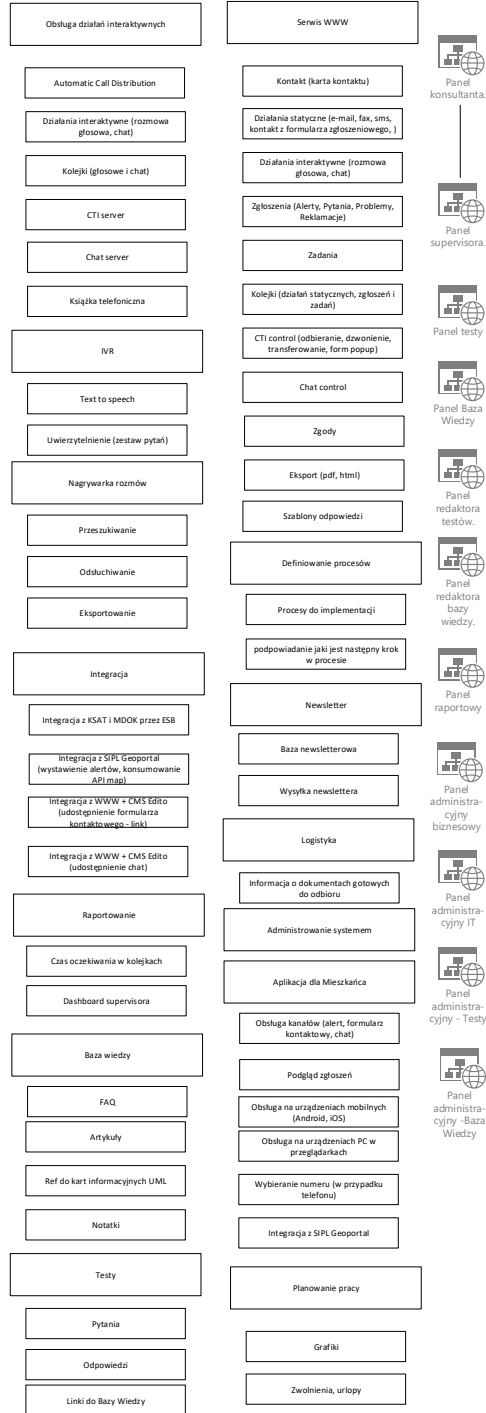 Obsługa działań interaktywnych
Automatic Call Distribution
Działania interaktywne (rozmowa
głosowa, chat)
Kolejki (głosowe i chat)
CTI server
Chat server
Książka telefoniczna
IVR
Text to speech
Uwierzytelnienie (zestaw pytań)
Nagrywarka rozmów
Przeszukiwanie
Odsłuchiwanie
Eksportowanie
Integracja
Integracja z KSAT i MDOK przez ESB
Integracja z SIPL Geoportal
(wystawienie alertów, konsumowanie
API map)
Integracja z WWW + CMS Edito
(udostępnienie formularza
kontaktowego - link)
Integracja z WWW + CMS Edito
(udostępnienie chat)
Raportowanie
Czas oczekiwania w kolejkach
Dashboard supervisora
Baza wiedzy
FAQ
Artykuły
Ref do kart informacyjnych UML
Notatki
Testy
Pytania
Odpowiedzi
Linki do Bazy Wiedzy
Serwis WWW
Kontakt (karta kontaktu)
Działania statyczne (e-mail, fax, sms,
kontakt z formularza zgłoszeniowego, )
Działania interaktywne (rozmowa
głosowa, chat)
Zgłoszenia (Alerty, Pytania, Problemy,
Reklamacje)
Zadania
Kolejki (działań statycznych, zgłoszeń i
zadań)
CTI control (odbieranie, dzwonienie,
transferowanie, form popup)
Chat control
Zgody
Eksport (pdf, html)
Szablony odpowiedzi
Definiowanie procesów
Procesy do implementacji
podpowiadanie jaki jest następny krok
w procesie
Newsletter
Baza newsletterowa
Wysyłka newslettera
Logistyka
Informacja o dokumentach gotowych
do odbioru
Administrowanie systemem
Aplikacja dla Mieszkańca
Obsługa kanałów (alert, formularz
kontaktowy, chat)
Podgląd zgłoszeń
Obsługa na urządzeniach mobilnych
(Android, iOS)
Obsługa na urządzeniach PC w
przeglądarkach
Wybieranie numeru (w przypadku
telefonu)
Integracja z SIPL Geoportal
Planowanie pracy
Grafiki
Zwolnienia, urlopy
Panel
konsultanta.
Panel
supervisora.
Panel testy
Panel Baza
Wiedzy
Panel
redaktora
testów.
Panel
redaktora
bazy
wiedzy.
Panel
raportowy
Panel
administra-
cyjny
biznesowy
Panel
administra-
cyjny IT
Panel
administra-
cyjny - Testy
Panel
administra-
cyjny -Baza
Wiedzy